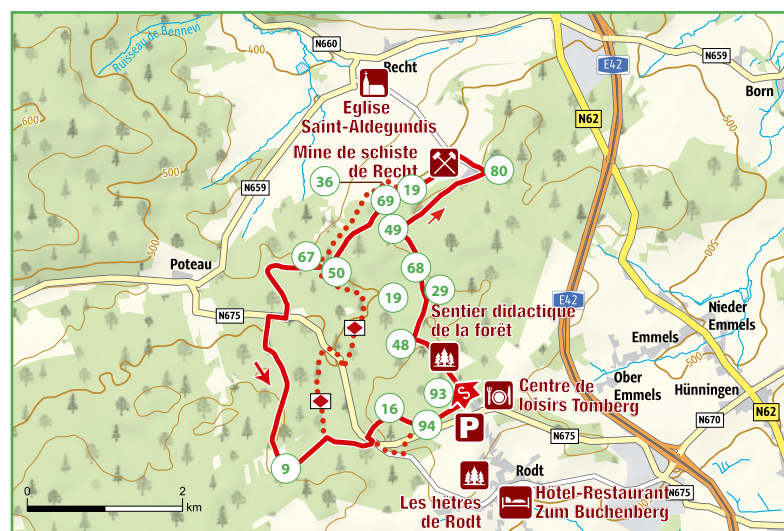 Ruisseau de Bennevi
400
N660
Recht
E42
N659
Born
Eglise
Saint-Aldegundis
N62
600
500
Mine de schiste
de Recht
36
19
80
N659
69
49
500
500
67
50
68
Poteau
19
29
E42
N675
Sentier didactique
de la forêt
Nieder
Emmels
Emmels
48
500
Ober
Emmels
Hünningen
93
S
Centre de
loisirs Tomberg
16
94
P
N62
N670
N675
9
Rodt
Les hêtres
de Rodt
Hôtel-Restaurant
Zum Buchenberg
N675
0 2
km